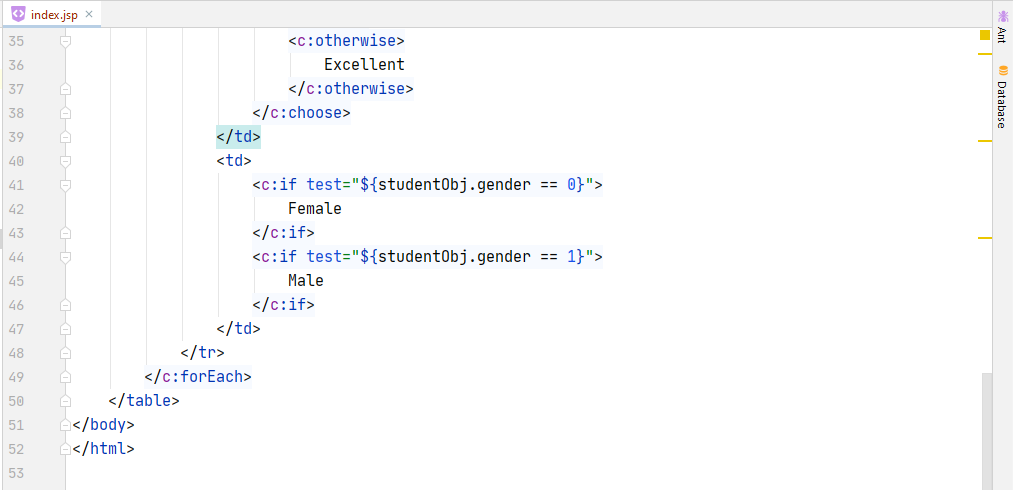 index.jsp
35 <c:otherwise>
36 Excellent
37 </c:otherwise>
38 </c:choose>
39 </td>
40 <td>
41 <c:if test="${studentObj.gender == 0}">
42 Female
43 </c:if>
44 <c:if test="${studentObj.gender == 1}">
45 Male
46 </c:if>
47 </td>
48 </tr>
49 </c:forEach>
50 </table>
51 </body>
52 </html>
53
Ant
Database